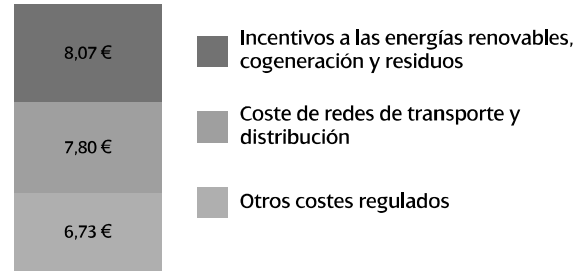 8,07 €
Incentivos a las energías renovables,
cogeneración y residuos
7,80 €
Coste de redes de transporte y
distribución
6,73 €
Otros costes regulados